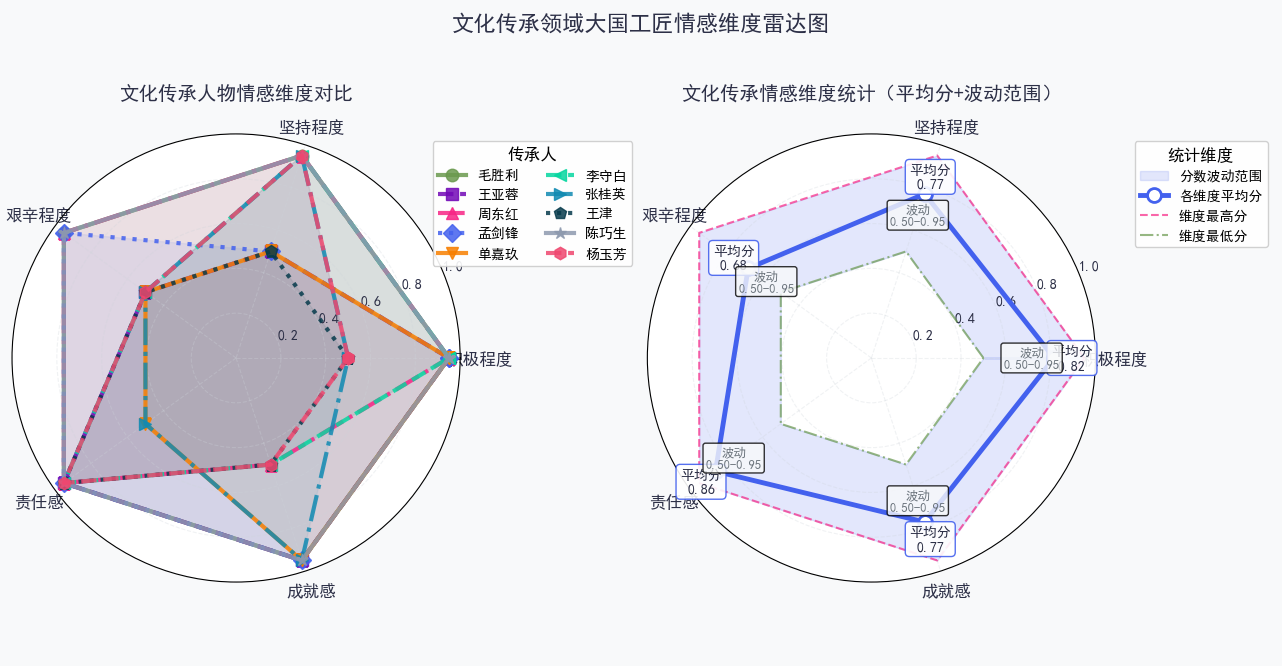 文化传承领域大国工匠情感维度雷达图
文化传承人物情感维度对比
坚持程度
艰辛程度
责任感
成就感
极程度
0.2
0.4
0.6
0.8
1.0
传承人
毛胜利
王亚蓉
周东红
孟剑锋
单嘉玖
李守白
张桂英
王津
陈巧生
杨玉芳
文化传承情感维度统计（平均分+波动范围）
坚持程度
艰辛程度
责任感
成就感
极程度
0.2
0.4
0.6
0.8
1.0
平均分
0.77
波动
0.50-0.95
平均分
0.68
波动
0.50-0.95
波动
0.50-0.95
平均分
0.86
波动
0.50-0.95
平均分
0.77
波动
0.50-0.95
平均分
0.82
统计维度
分数波动范围
各维度平均分
维度最高分
维度最低分